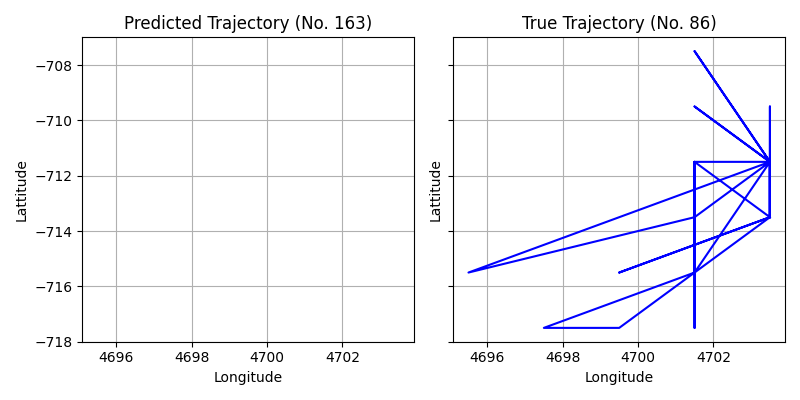 Predicted Trajectory (No. 163)
True Trajectory (No. 86)
−708
−710
−712
−714
−716
−718
Lattitude
Lattitude
4696
4698
4700
4702
4696
4698
4700
4702
Longitude
Longitude